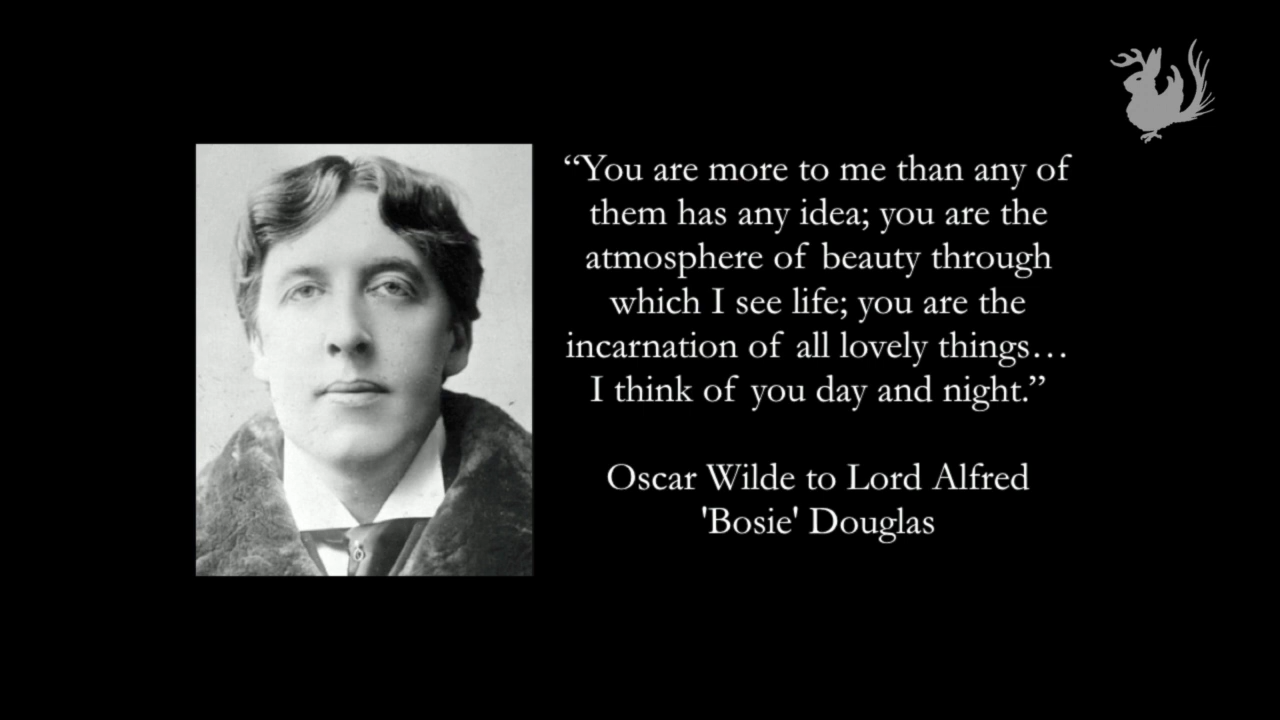 “You are more to me than any of
them has any idea; you are the
atmosphere of beauty through
which I see life; you are the
incarnation of all lovely things…
I think of you day and night.”
Oscar Wilde to Lord Alfred
'Bosie' Douglas